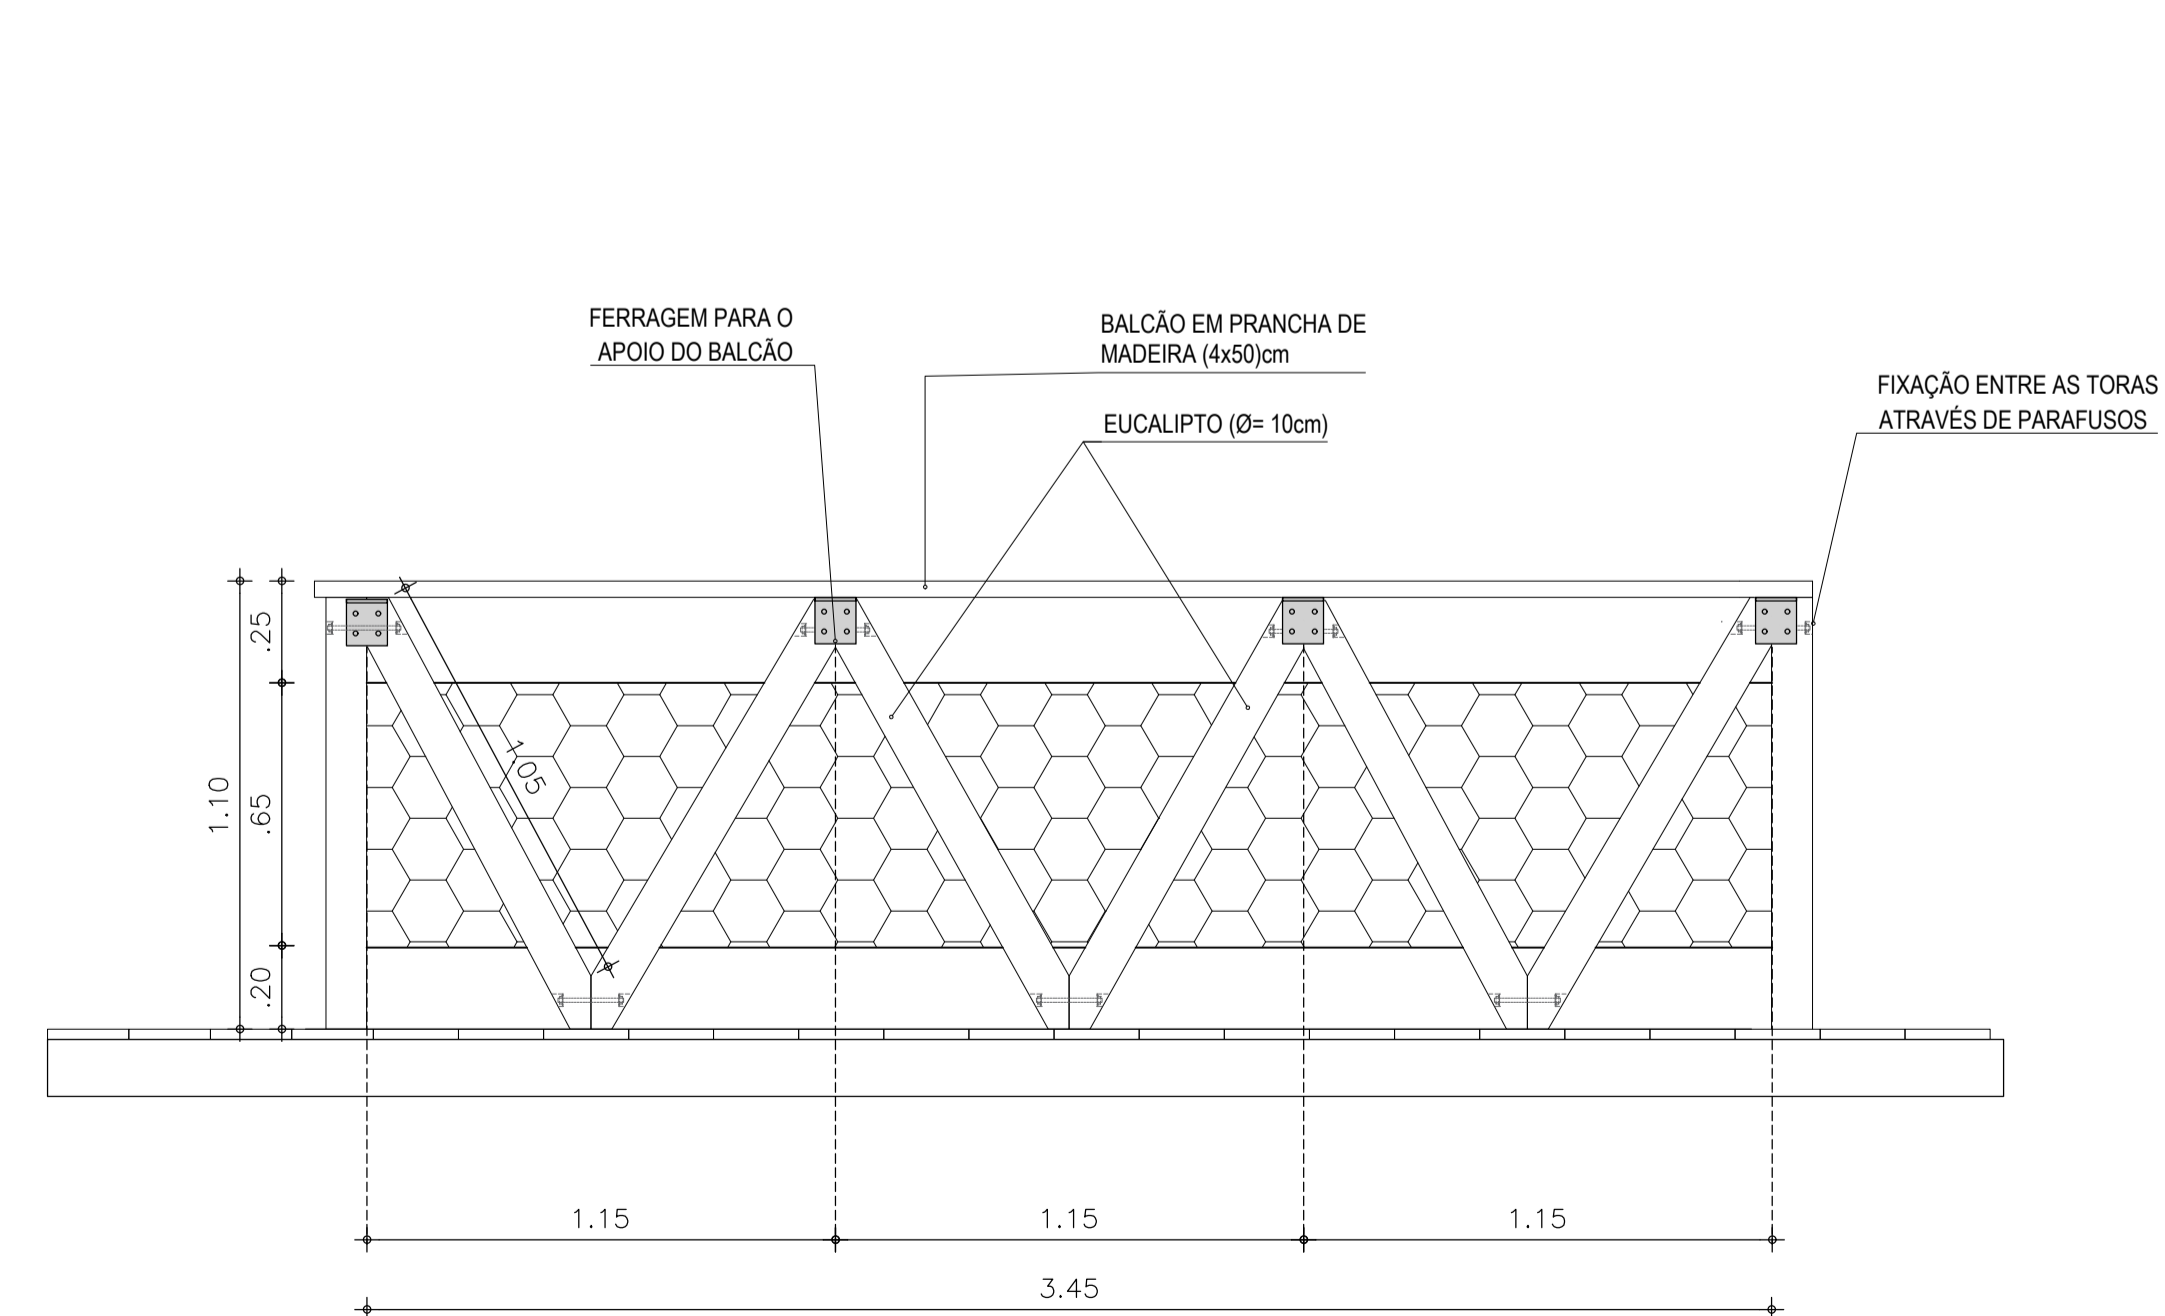 FERRAGEM PARA O
APOIO DO BALCÃO
BALCÃO EM PRANCHA DE
MADEIRA (4x50)cm
EUCALIPTO (Ø= 10cm)
FIXAÇÃO ENTRE AS TORAS
ATRAVÉS DE PARAFUSOS
1.10
.25
.65
.20
1.05
1.15
1.15
1.15
3.45